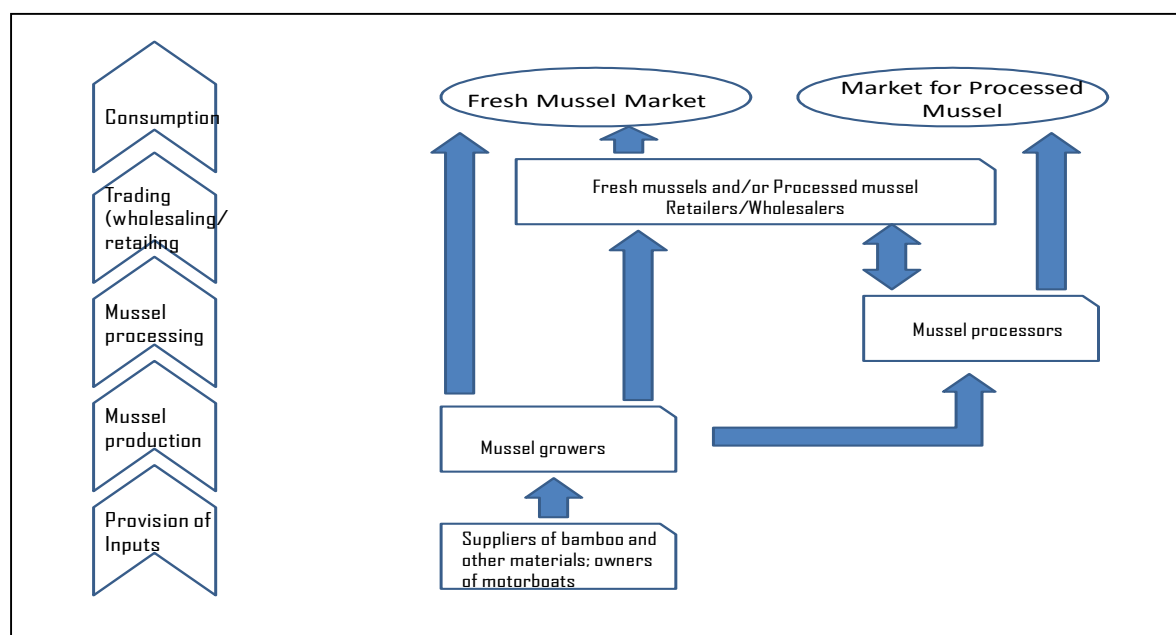 Consumption
Trading
(wholesaling/
retailing
Mussel
processing
Mussel
production
Provision of
Inputs
Fresh Mussel Market
Market for Processed
Mussel
Fresh mussels and/or Processed mussel
Retailers/Wholesalers
Mussel processors
Mussel growers
Suppliers of bamboo and
other materials; owners
of motorboats